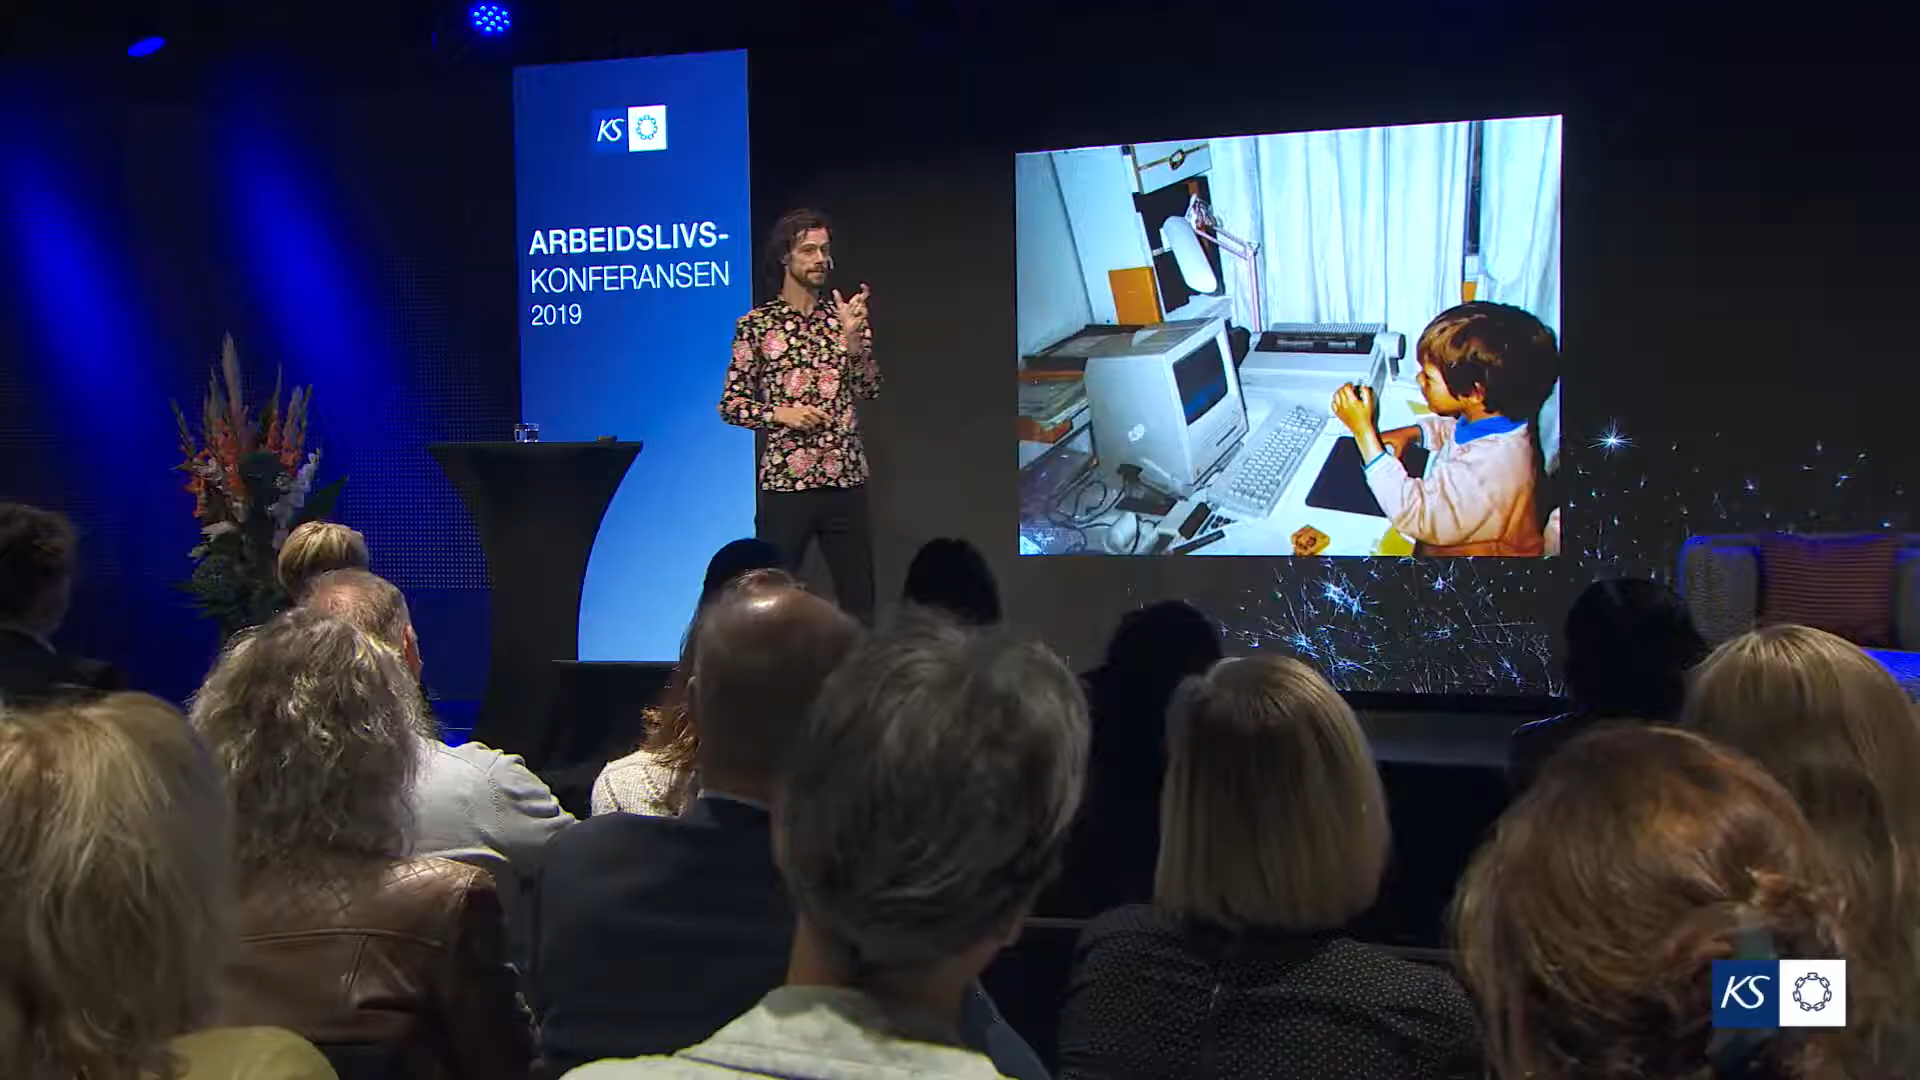 KS
ARBEIDSLIVS-
KONFERANSEN
2019
KS